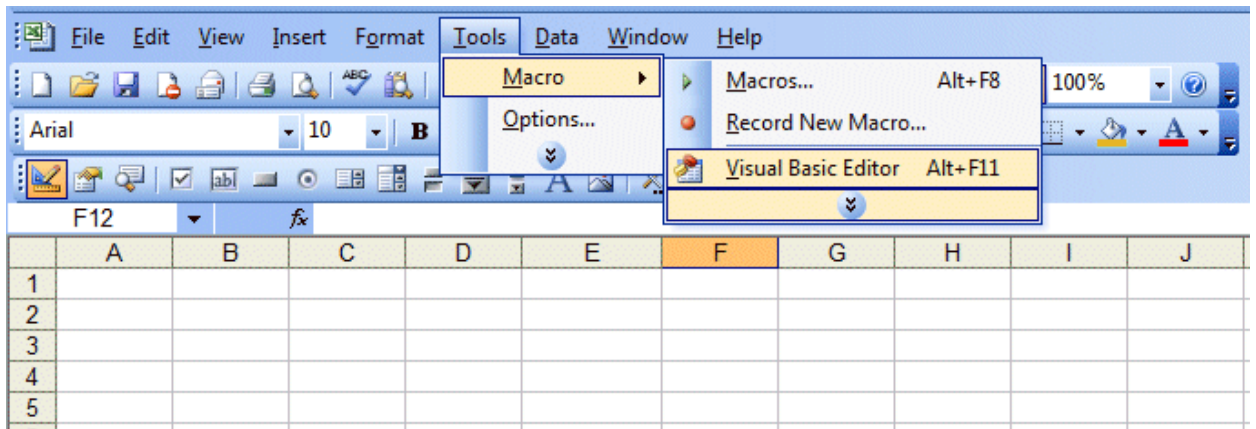 File Edit View Insert Format Tools Data Window Help
Macro Macros... Alt+F8 100%
Arial 10 B Options... Record New Macro... A
abl A Visual Basic Editor Alt+F11
F12 fx
A B C D E F G H I J
1
2
3
4
5